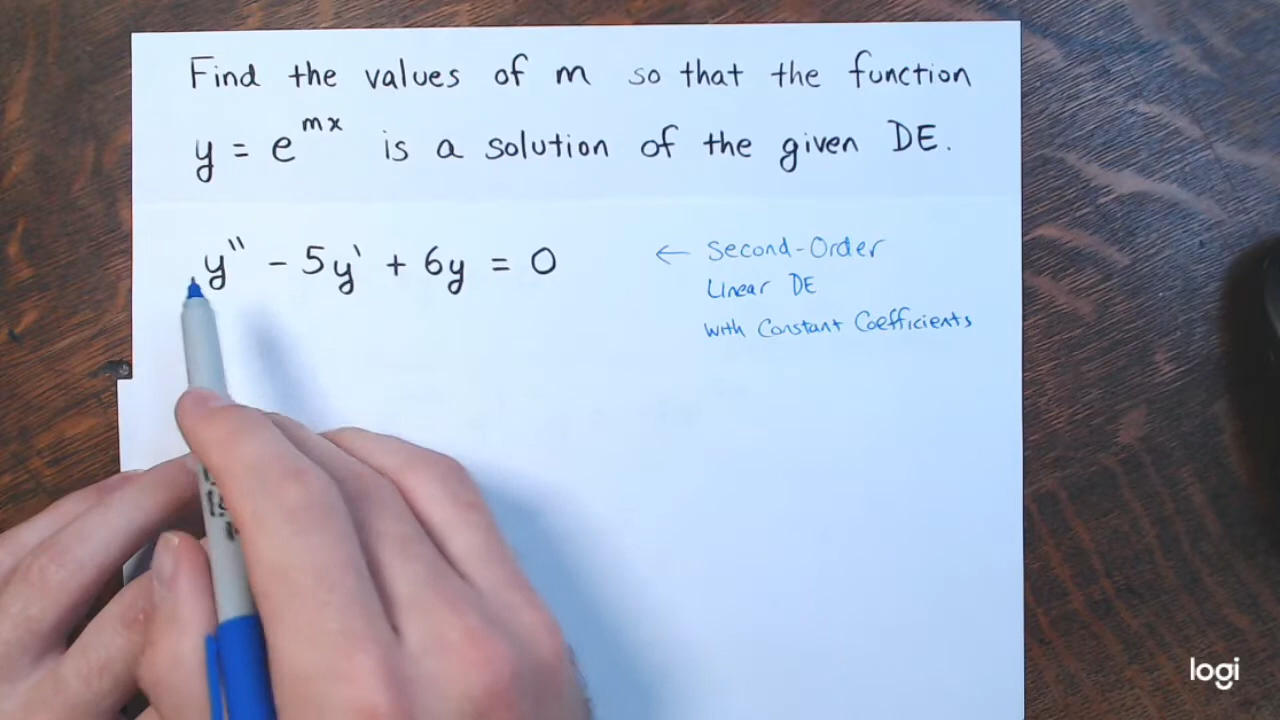 Find the values of m so that the function
y = e^{mx} is a solution of the given DE.
y'' - 5y' + 6y = 0
← Second-Order
Linear DE
with Constant Coefficients
logi